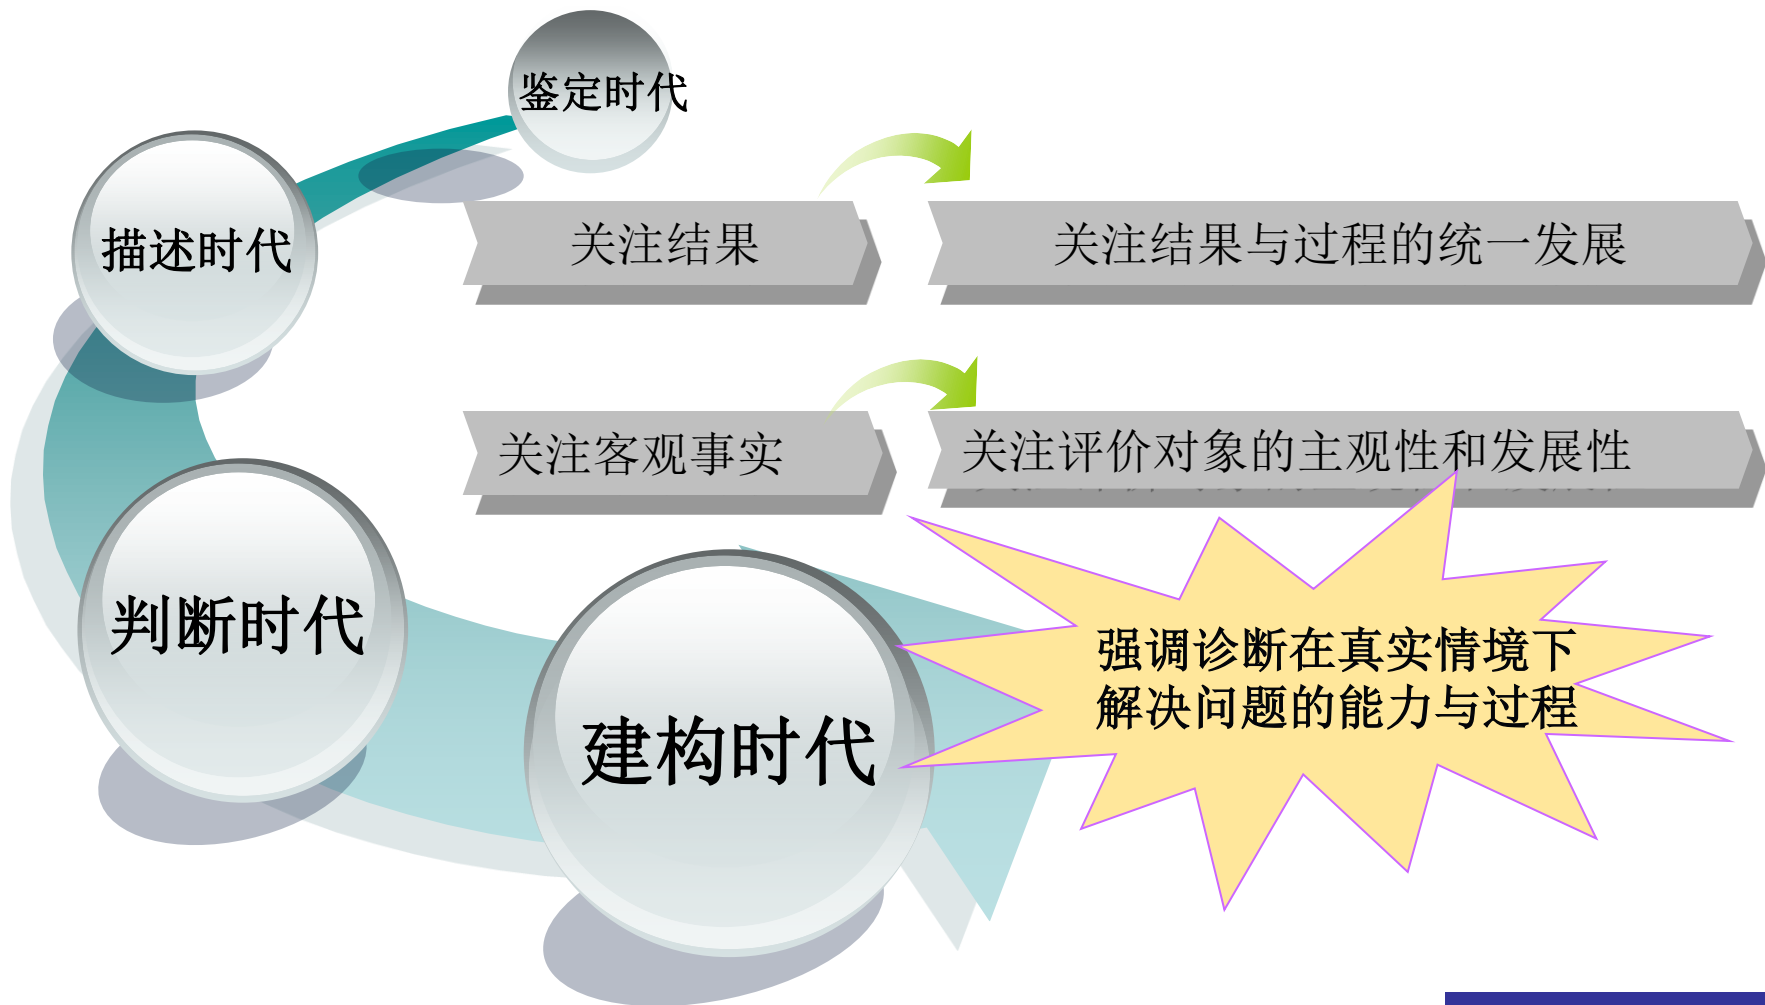 鉴定时代
描述时代
关注结果
关注结果与过程的统一发展
关注客观事实
关注评价对象的主观性和发展性
判断时代
强调诊断在真实情境下
解决问题的能力与过程
建构时代